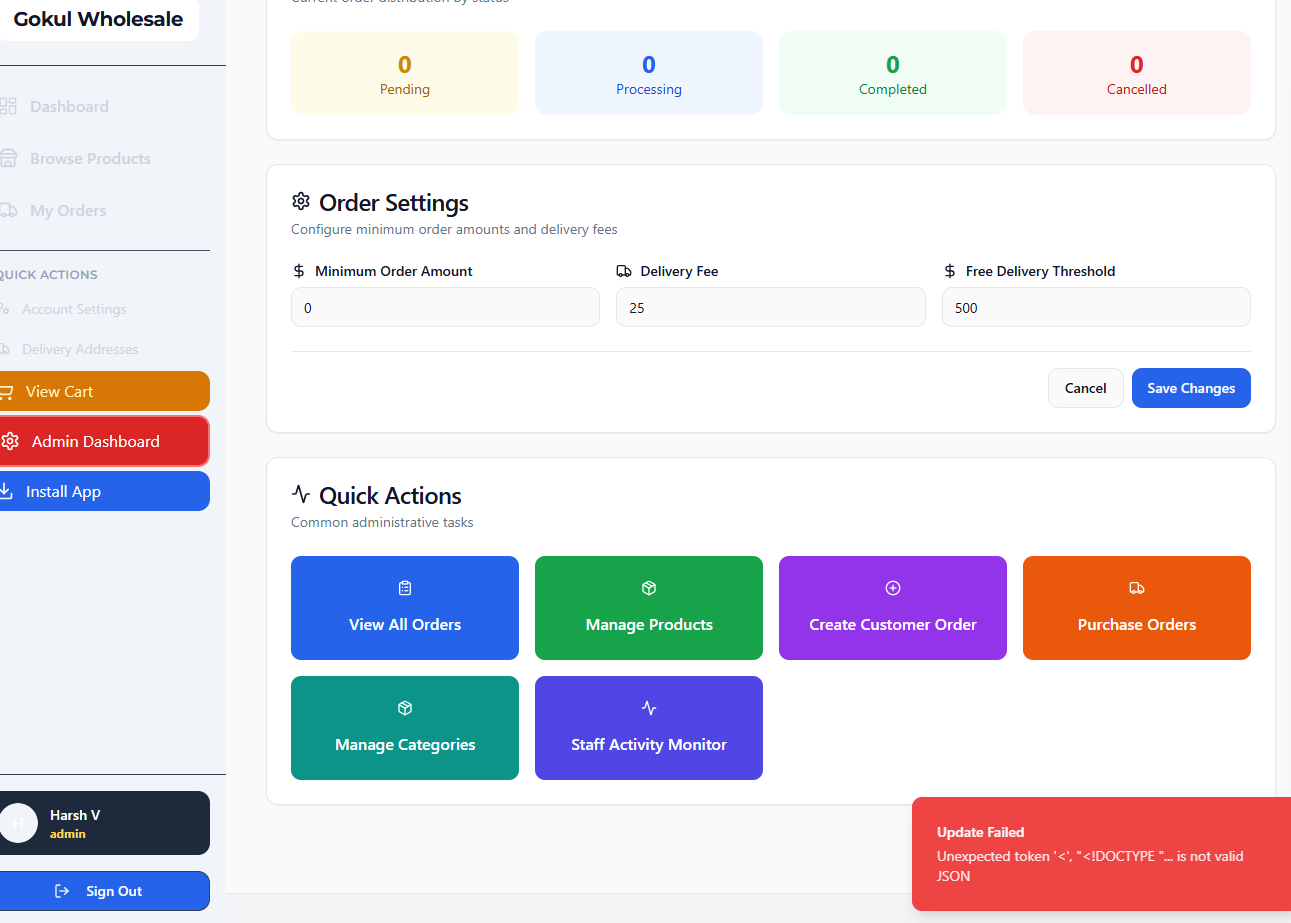 Gokul Wholesale
Dashboard
Browse Products
My Orders
QUICK ACTIONS
Account Settings
Delivery Addresses
View Cart
Admin Dashboard
Install App
H
Harsh V
admin
Sign Out
Current order distribution by status
0
Pending
0
Processing
0
Completed
0
Cancelled
Order Settings
Configure minimum order amounts and delivery fees
$ Minimum Order Amount
0
Delivery Fee
25
$ Free Delivery Threshold
500
Cancel
Save Changes
Quick Actions
Common administrative tasks
View All Orders
Manage Products
Create Customer Order
Purchase Orders
Manage Categories
Staff Activity Monitor
Update Failed
Unexpected token '<', "<!DOCTYPE "... is not valid
JSON